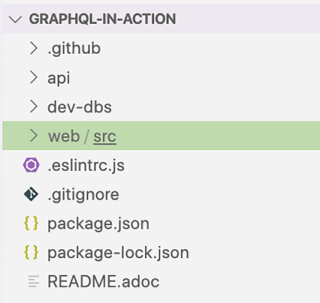 GRAPHQL-IN-ACTION
.github
api
dev-dbs
web / src
.eslintrc.js
.gitignore
{ } package.json
{ } package-lock.json
README.adoc